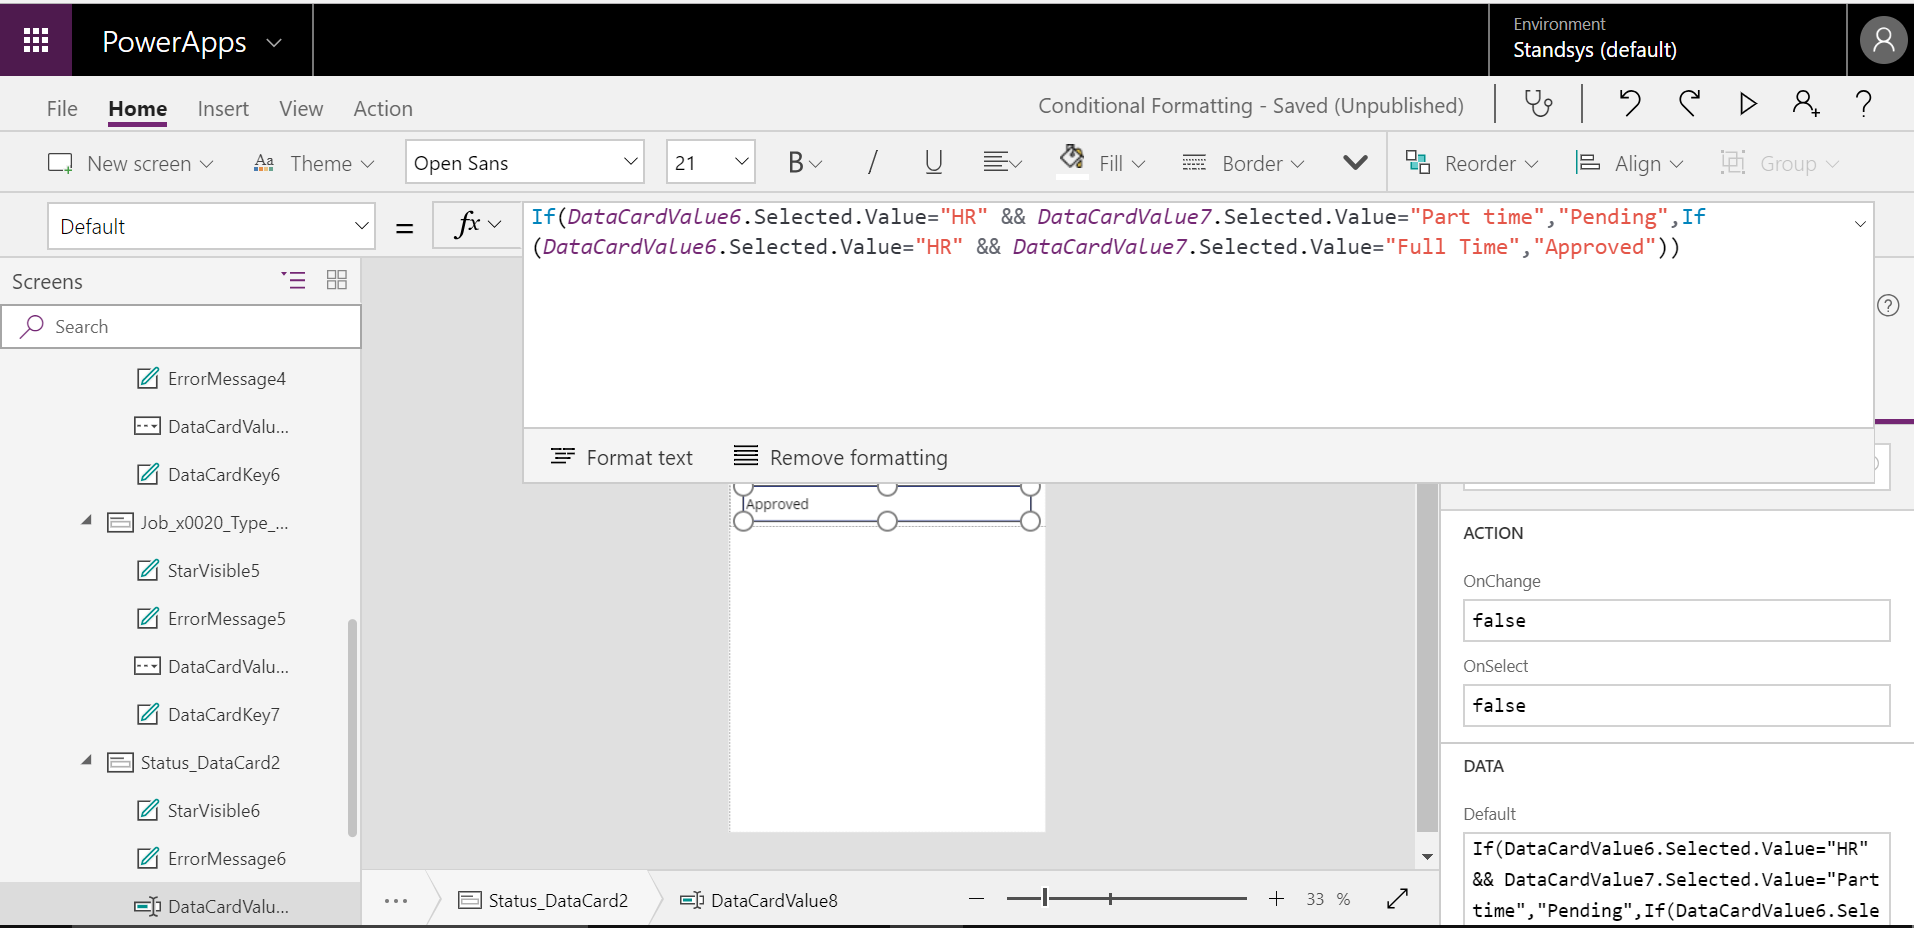 PowerApps
Environment
Standsys (default)
File Home Insert View Action
Conditional Formatting - Saved (Unpublished)
New screen Theme Open Sans 21 B / U Fill Border Reorder Align Group
Default = fx
If(DataCardValue6.Selected.Value="HR" && DataCardValue7.Selected.Value="Part time","Pending",If
(DataCardValue6.Selected.Value="HR" && DataCardValue7.Selected.Value="Full Time","Approved"))
Format text Remove formatting
Screens
Search
ErrorMessage4
DataCardValu...
DataCardKey6
Job_x0020_Type_...
StarVisible5
ErrorMessage5
DataCardValu...
DataCardKey7
Status_DataCard2
StarVisible6
ErrorMessage6
DataCardValu...
Approved
ACTION
OnChange
false
OnSelect
false
DATA
Default
If(DataCardValue6.Selected.Value="HR"
&& DataCardValue7.Selected.Value="Part
time","Pending",If(DataCardValue6.Sele
... Status_DataCard2 DataCardValue8
33 %